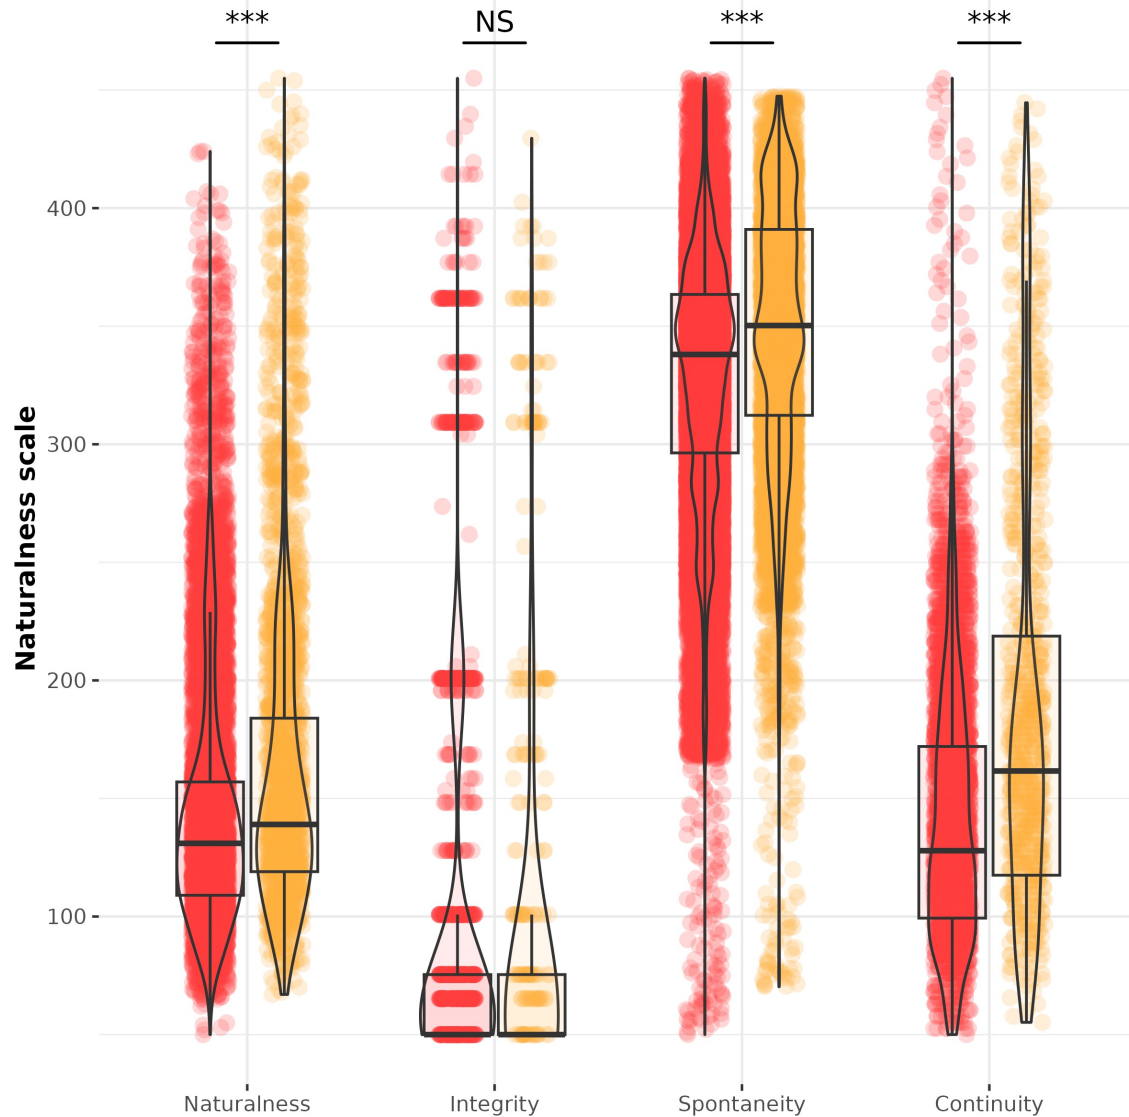 *** NS *** ***
Naturalness scale
400
300
200
100
Naturalness Integrity Spontaneity Continuity